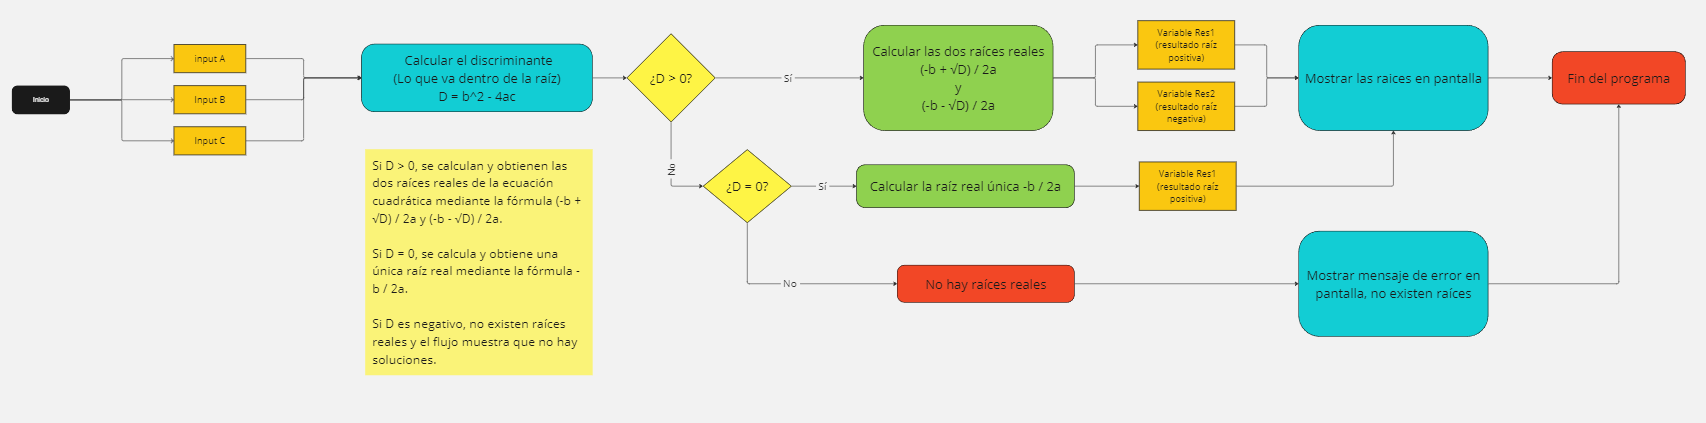 Inicio
input A
Input B
Input C
Calcular el discriminante
(Lo que va dentro de la raíz)
D = b^2 - 4ac
Si D > 0, se calculan y obtienen las
dos raíces reales de la ecuación
cuadrática mediante la fórmula (-b +
√D) / 2a y (-b - √D) / 2a.
Si D = 0, se calcula y obtiene una
única raíz real mediante la fórmula -
b / 2a.
Si D es negativo, no existen raíces
reales y el flujo muestra que no hay
soluciones.
¿D > 0?
Sí
No
Calcular las dos raíces reales
(-b + √D) / 2a
y
(-b - √D) / 2a
Variable Res1
(resultado raíz
positiva)
Variable Res2
(resultado raíz
negativa)
Mostrar las raices en pantalla
Fin del programa
¿D = 0?
Sí
Calcular la raíz real única -b / 2a
Variable Res1
(resultado raíz
positiva)
No
No hay raíces reales
Mostrar mensaje de error en
pantalla, no existen raíces